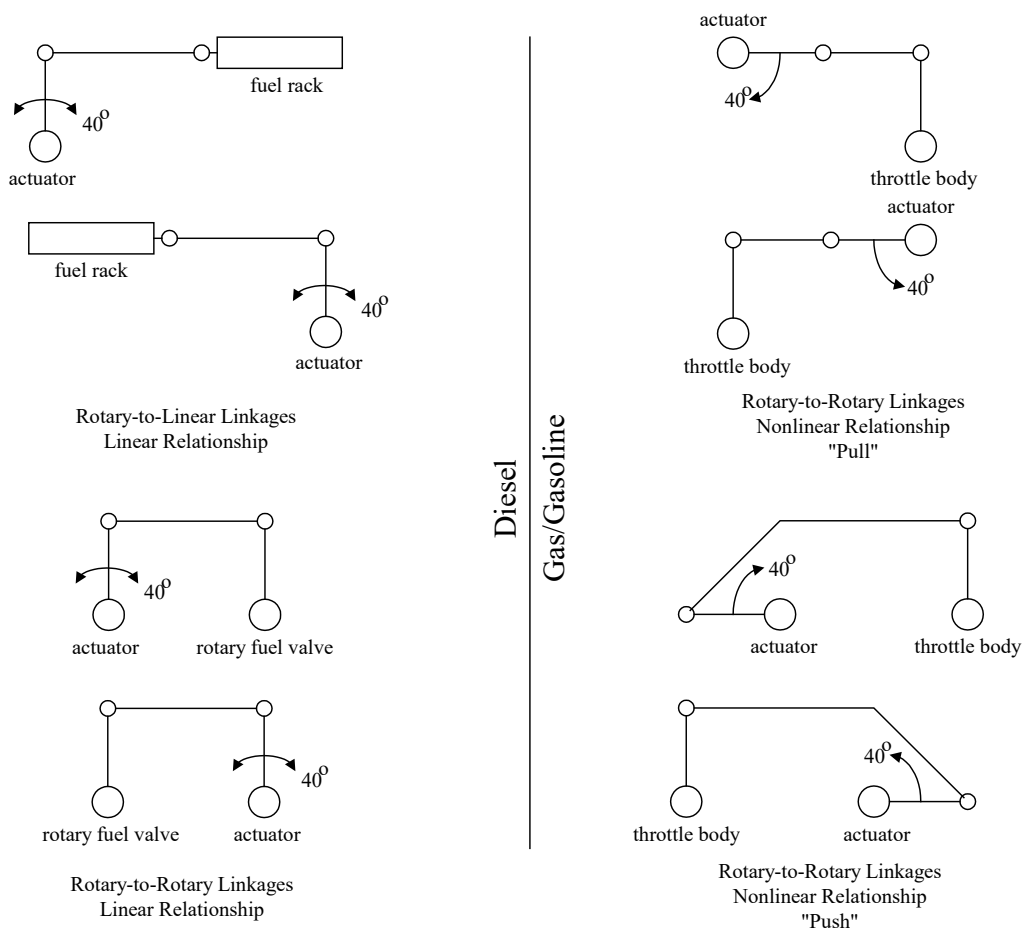 fuel rack
40°
actuator
fuel rack
40°
actuator
Rotary-to-Linear Linkages
Linear Relationship
40°
actuator
rotary fuel valve
40°
rotary fuel valve
actuator
Rotary-to-Rotary Linkages
Linear Relationship
Diesel
Gas/Gasoline
actuator
40°
throttle body
actuator
40°
throttle body
Rotary-to-Rotary Linkages
Nonlinear Relationship
"Pull"
40°
actuator
throttle body
40°
throttle body
actuator
Rotary-to-Rotary Linkages
Nonlinear Relationship
"Push"